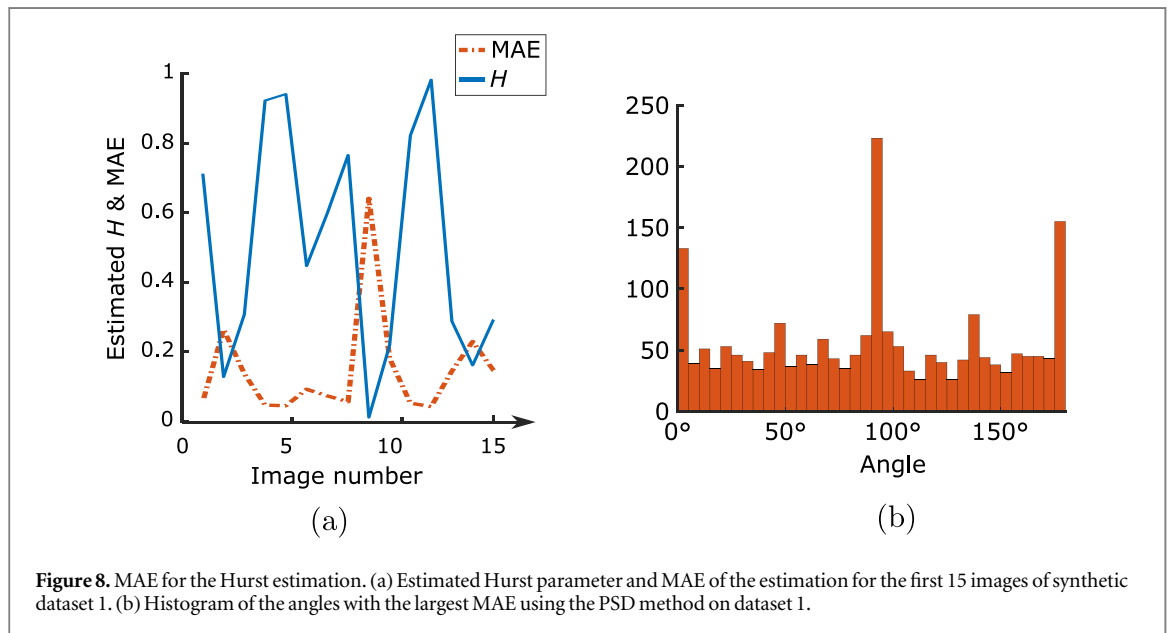 MAE
H
1
0.8
0.6
0.4
0.2
0
Estimated H & MAE
0
5
10
15
Image number
(a)
250
200
150
100
50
0
0°
50°
100°
150°
Angle
(b)
Figure 8. MAE for the Hurst estimation. (a) Estimated Hurst parameter and MAE of the estimation for the first 15 images of synthetic
dataset 1. (b) Histogram of the angles with the largest MAE using the PSD method on dataset 1.